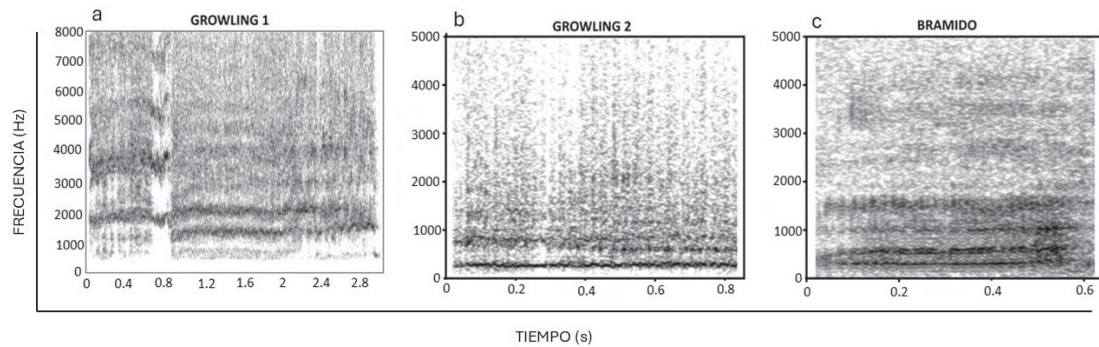 a
GROWLING 1
8000
7000
6000
5000
4000
3000
2000
1000
0
0 0.4 0.8 1.2 1.6 2 2.4 2.8
b
GROWLING 2
5000
4000
3000
2000
1000
0
0 0.2 0.4 0.6 0.8
c
BRAMIDO
5000
4000
3000
2000
1000
0
0 0.2 0.4 0.6
FRECUENCIA (Hz)
TIEMPO (s)